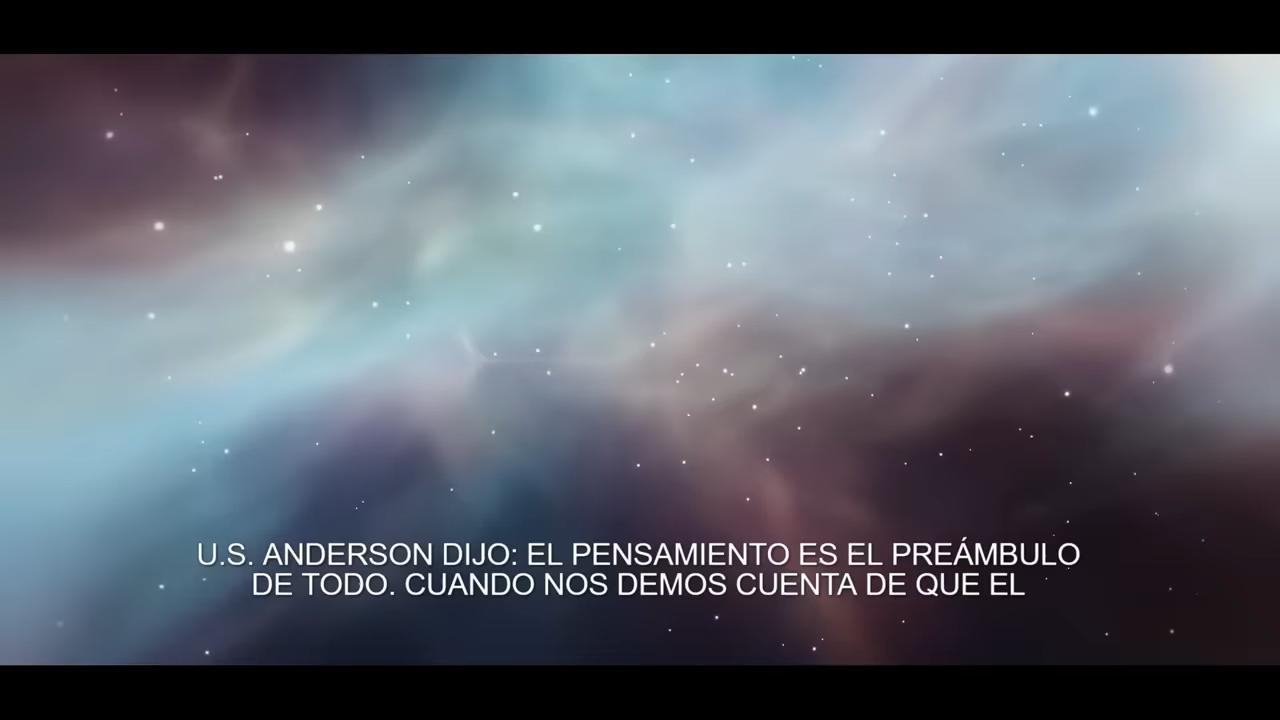 U.S. ANDERSON DIJO: EL PENSAMIENTO ES EL PREÁMBULO
DE TODO. CUANDO NOS DEMOS CUENTA DE QUE EL